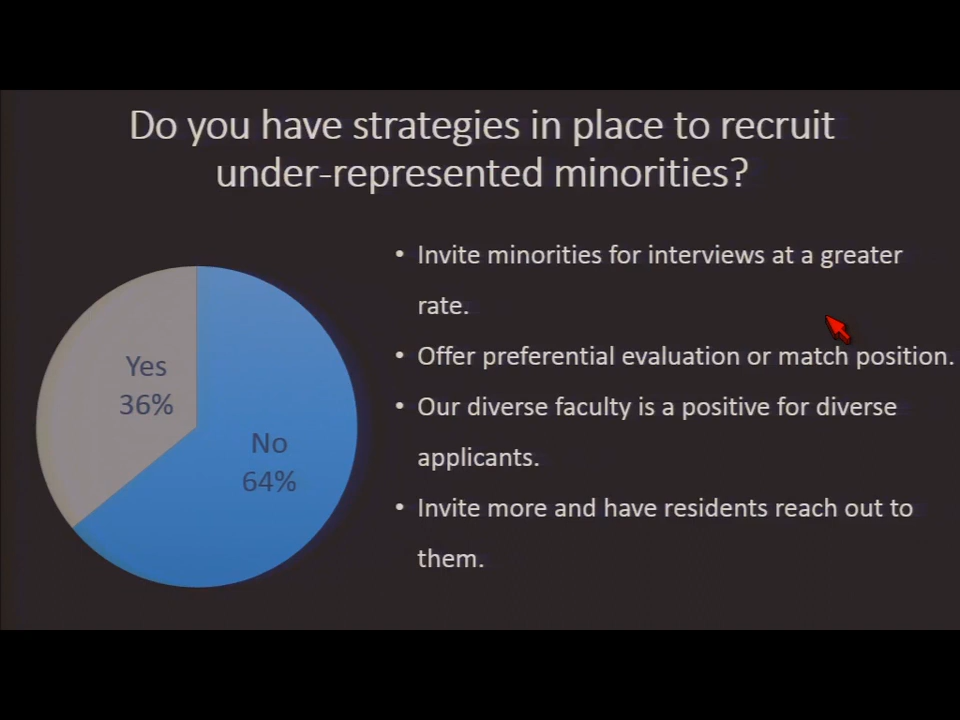 Do you have strategies in place to recruit
under-represented minorities?
• Invite minorities for interviews at a greater
rate.
• Offer preferential evaluation or match position.
• Our diverse faculty is a positive for diverse
applicants.
• Invite more and have residents reach out to
them.
Yes
36%
No
64%